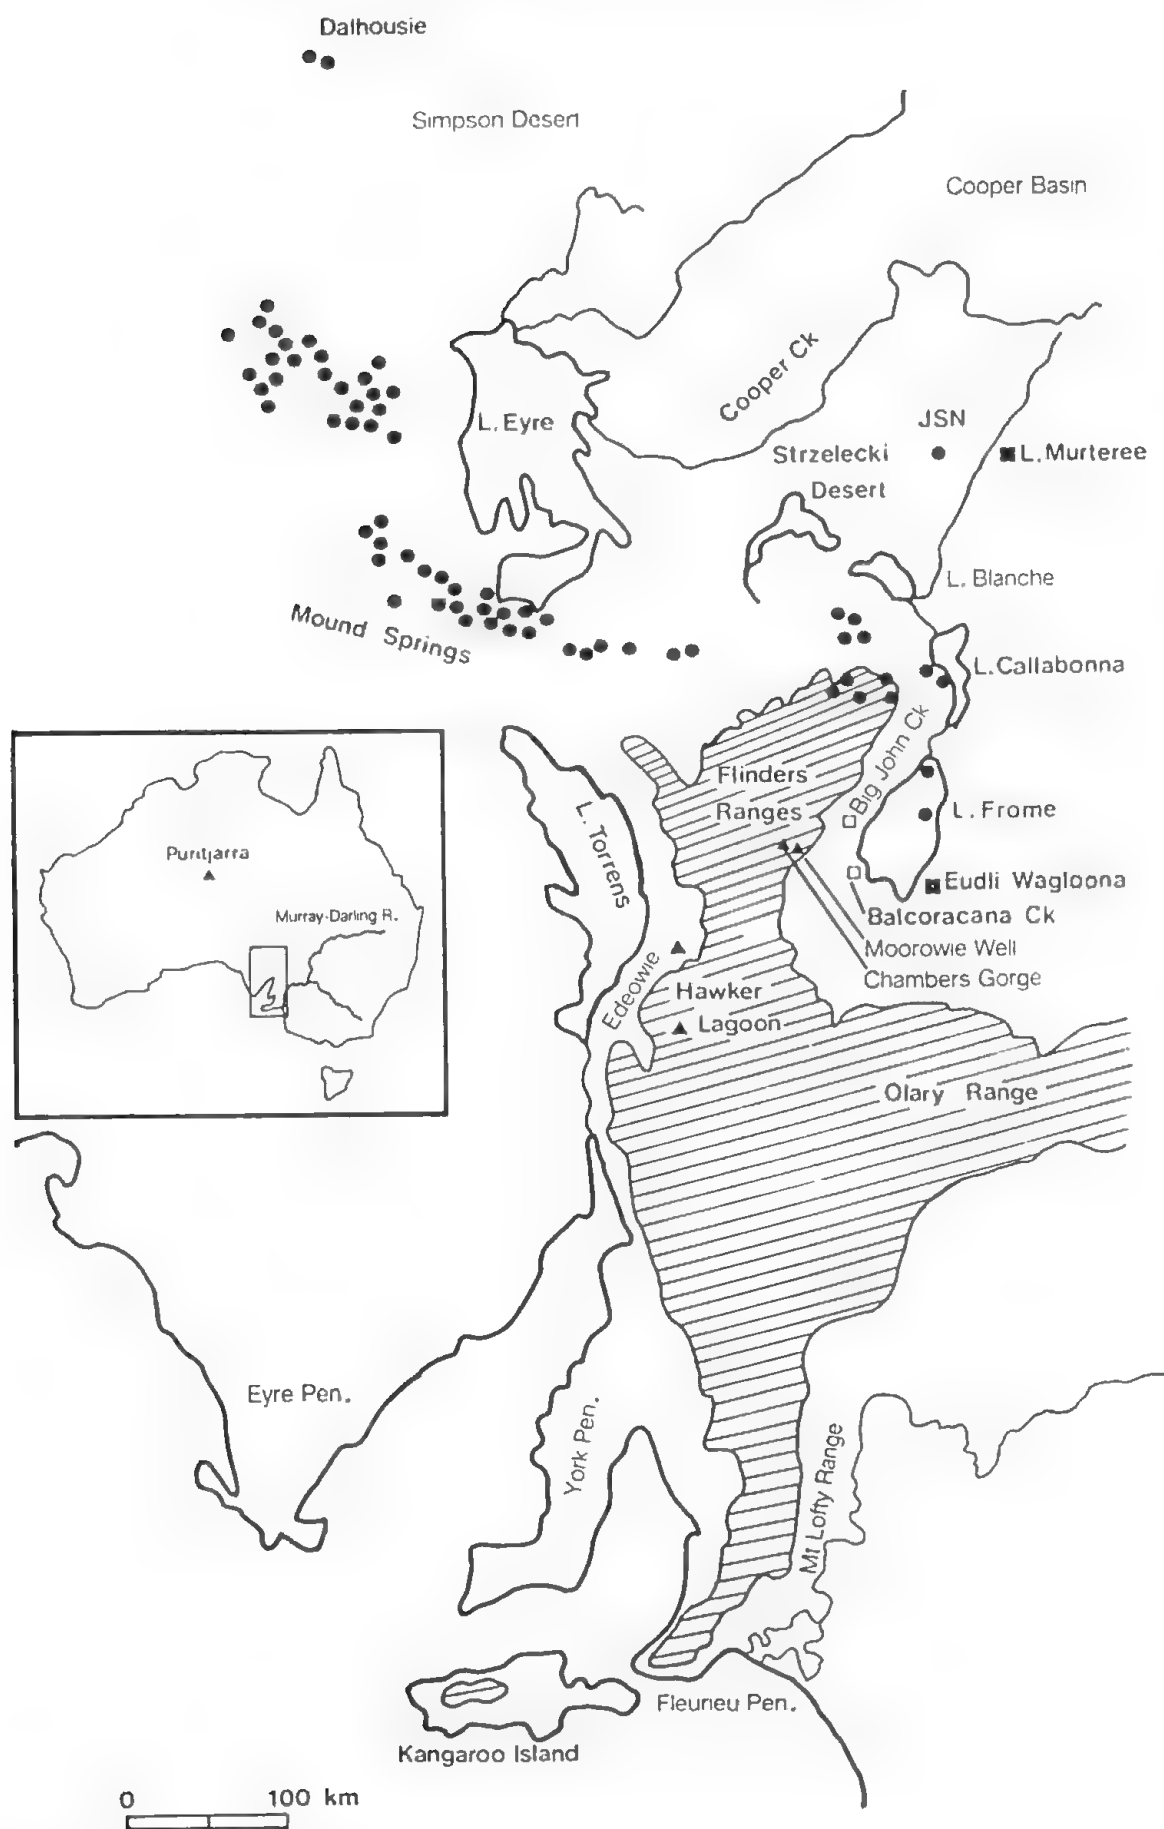 Dalhousie
Simpson Desert
Cooper Basin
Cooper Ck
L. Eyre
JSN
Strzelecki
Desert
L. Murteree
L. Blanche
Mound Springs
L. Callabonna
Big John Ck
Flinders
Ranges
L. Frome
L. Torrens
Puritjarra
Murray-Darling R.
Eudli Wagloona
Balcoracana Ck
Moorowie Well
Chambers Gorge
Edeowie
Hawker
Lagoon
Olary Range
Eyre Pen.
York Pen.
Mt Lofty Range
Fleurieu Pen.
Kangaroo Island
0 100 km